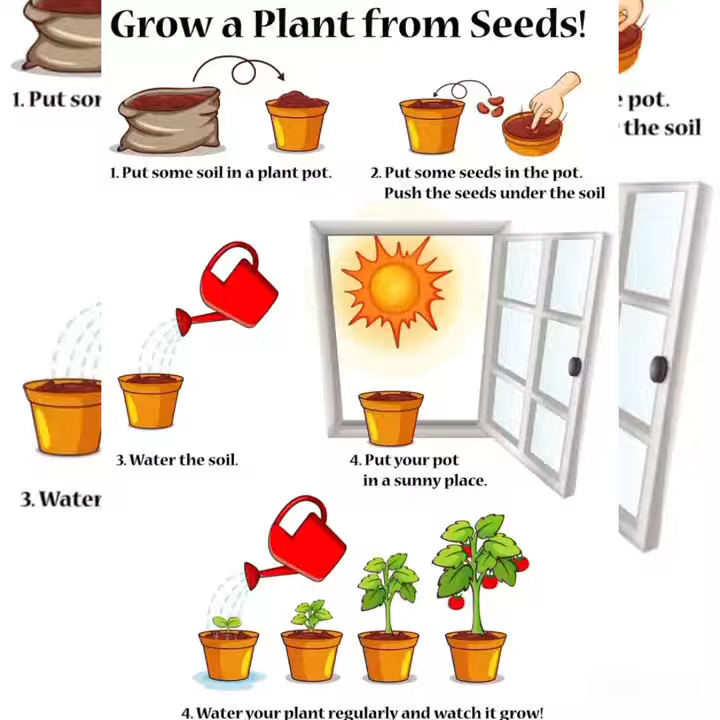 Grow a Plant from Seeds!
1. Put some soil in a plant pot.
2. Put some seeds in the pot.
Push the seeds under the soil
3. Water the soil.
4. Put your pot
in a sunny place.
4. Water your plant regularly and watch it grow!
1. Put
pot.
the soil
3. Water